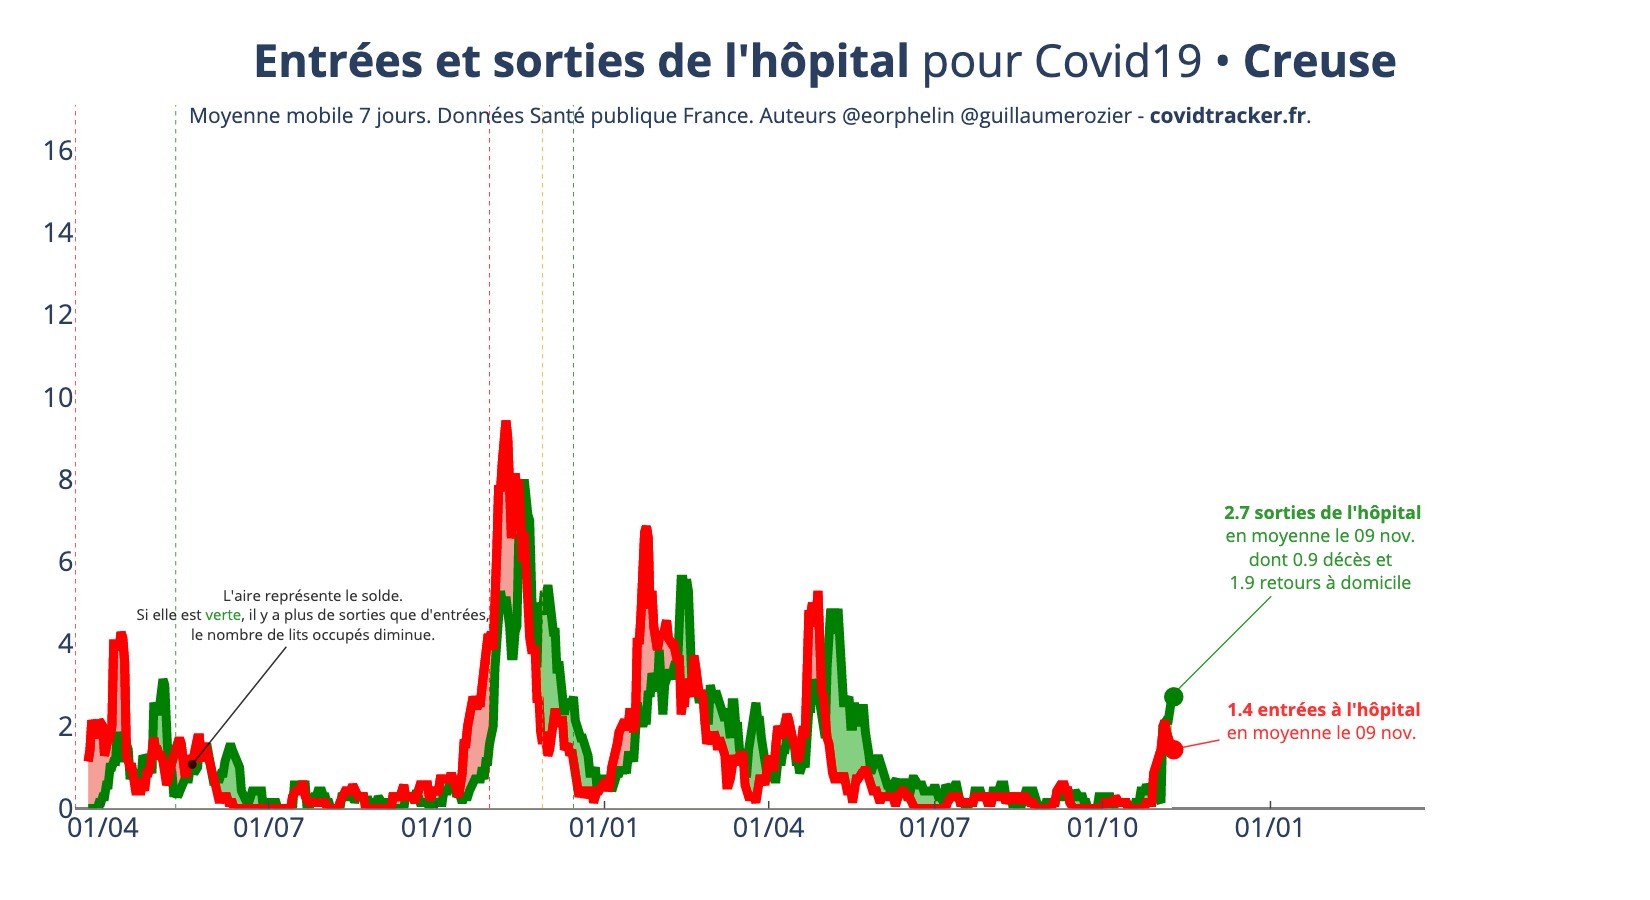 Entrées et sorties de l'hôpital pour Covid19 • Creuse
Moyenne mobile 7 jours. Données Santé publique France. Auteurs @eorphelin @guillaumerozier - covidtracker.fr.
16
14
12
10
8
6
4
2
0
L'aire représente le solde.
Si elle est verte, il y a plus de sorties que d'entrées,
le nombre de lits occupés diminue.
2.7 sorties de l'hôpital
en moyenne le 09 nov.
dont 0.9 décès et
1.9 retours à domicile
1.4 entrées à l'hôpital
en moyenne le 09 nov.
01/04 01/07 01/10 01/01 01/04 01/07 01/10 01/01